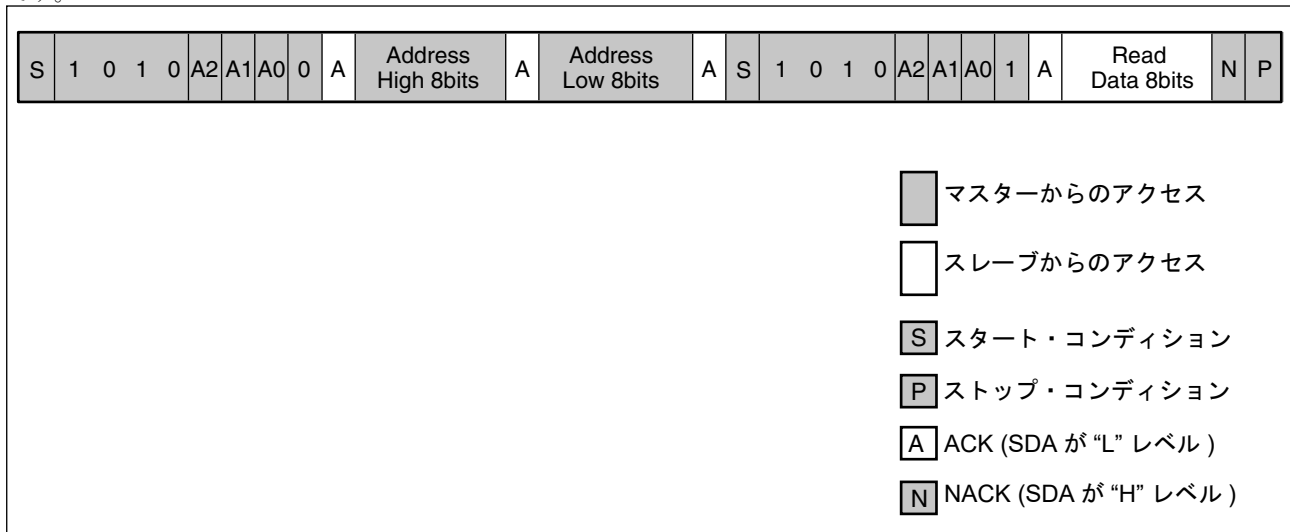 S 1 0 1 0 A2 A1 A0 0 A Address High 8bits A Address Low 8bits A S 1 0 1 0 A2 A1 A0 1 A Read Data 8bits N P
マスターからのアクセス
スレーブからのアクセス
S スタート・コンディション
P ストップ・コンディション
A ACK (SDA が “L” レベル )
N NACK (SDA が “H” レベル )